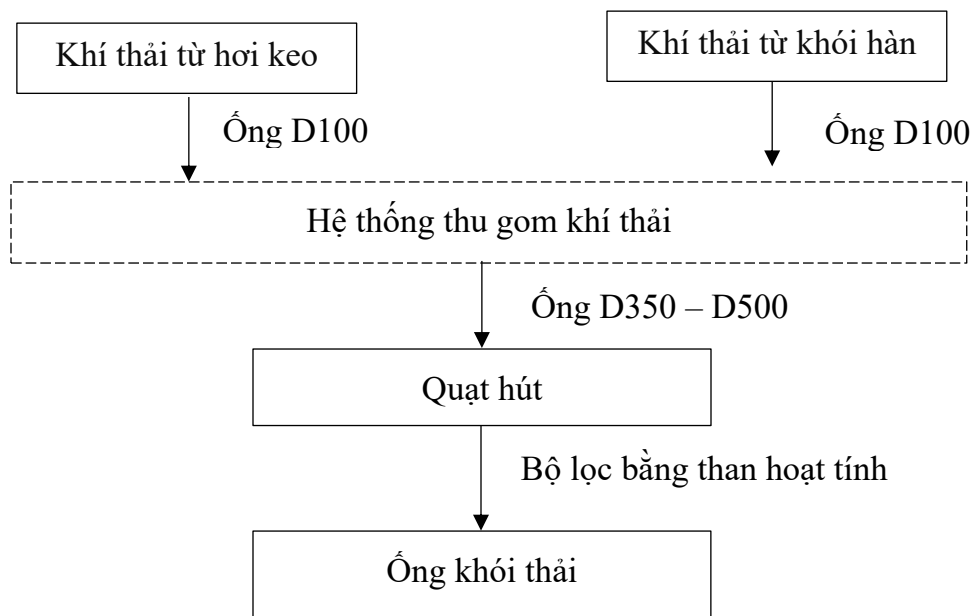 Khí thải từ hơi keo
Khí thải từ khói hàn
Ống D100
Ống D100
Hệ thống thu gom khí thải
Ống D350 – D500
Quạt hút
Bộ lọc bằng than hoạt tính
Ống khói thải